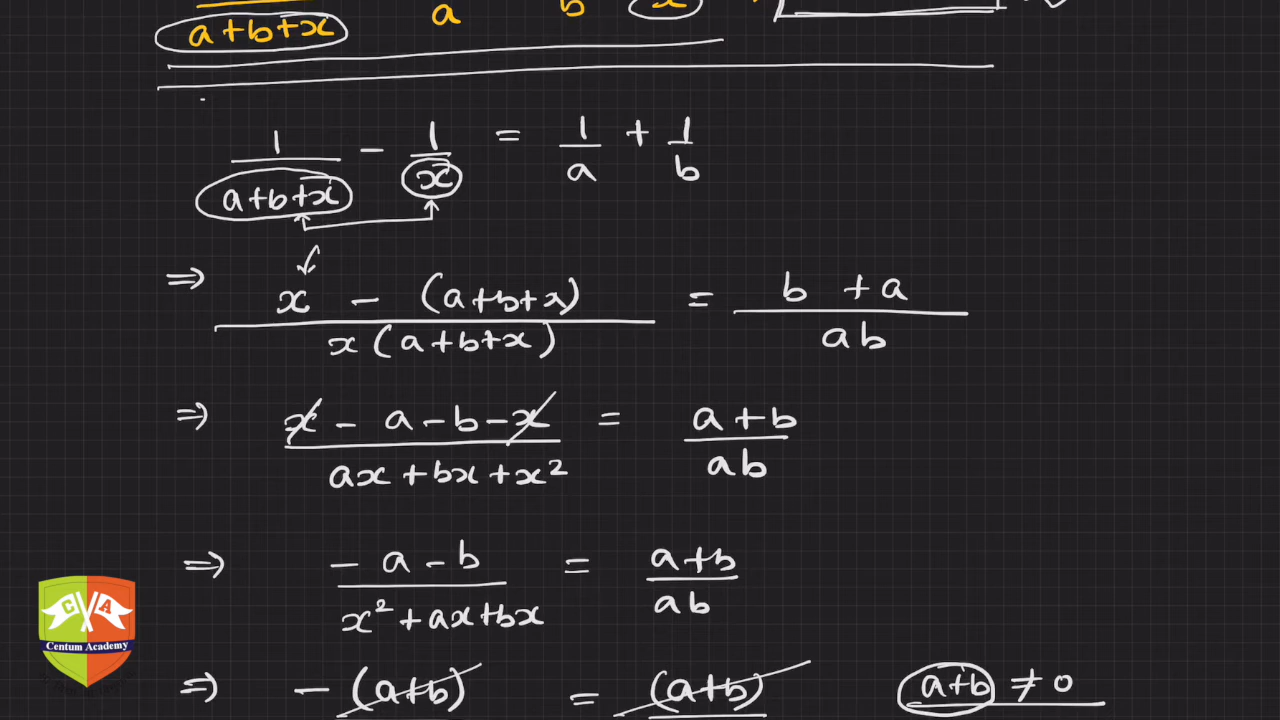 a+b+x a b x
1/(a+b+x) - 1/x = 1/a + 1/b
⇒ (x - (a+b+x))/(x(a+b+x)) = (b + a)/(ab)
⇒ (x - a - b - x)/(ax + bx + x²) = (a + b)/(ab)
⇒ (- a - b)/(x² + ax + bx) = (a+b)/(ab)
⇒ - (a+b) = (a+b) a+b ≠ 0
C A
Centum Academy